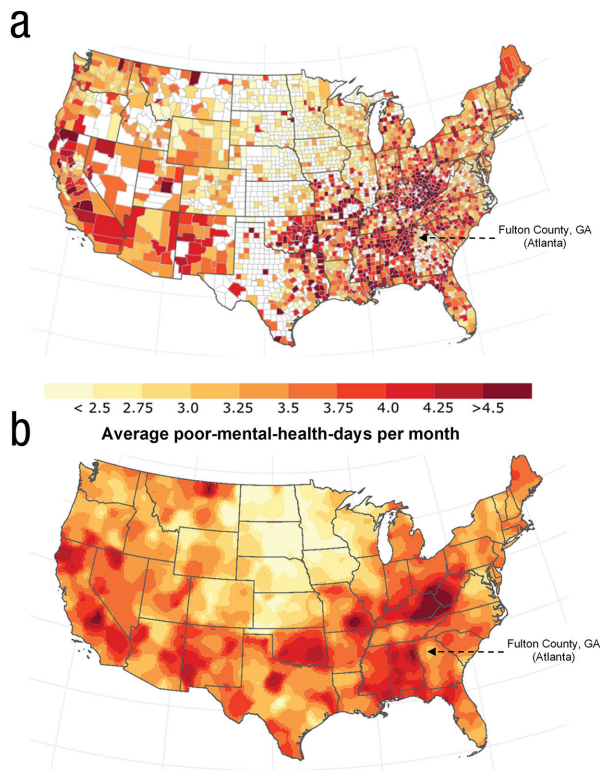 a
Fulton County, GA
(Atlanta)
< 2.5 2.75 3.0 3.25 3.5 3.75 4.0 4.25 >4.5
b
Average poor-mental-health-days per month
Fulton County, GA
(Atlanta)